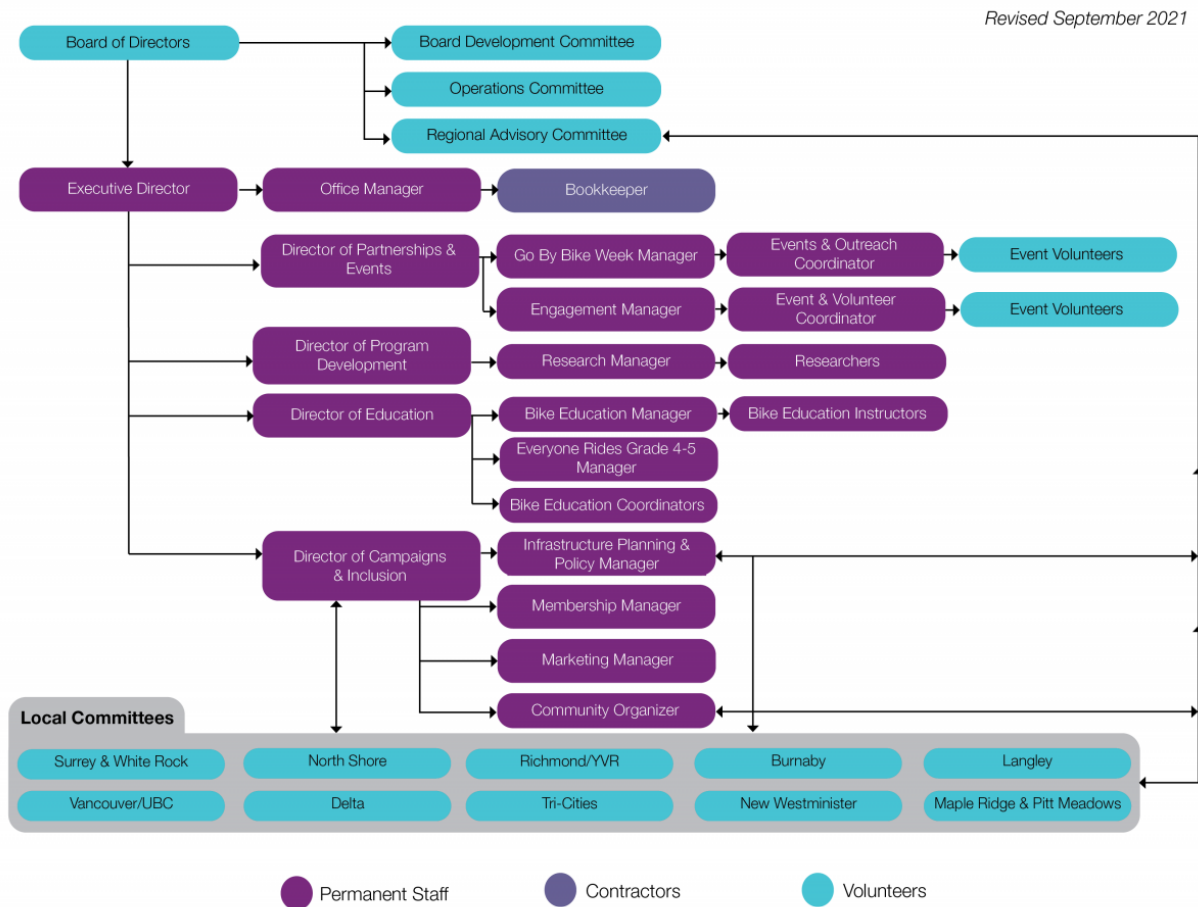 Revised September 2021
Board of Directors
Board Development Committee
Operations Committee
Regional Advisory Committee
Executive Director
Office Manager
Bookkeeper
Director of Partnerships &
Events
Go By Bike Week Manager
Events & Outreach
Coordinator
Event Volunteers
Engagement Manager
Event & Volunteer
Coordinator
Event Volunteers
Director of Program
Development
Research Manager
Researchers
Director of Education
Bike Education Manager
Bike Education Instructors
Everyone Rides Grade 4-5
Manager
Bike Education Coordinators
Director of Campaigns
& Inclusion
Infrastructure Planning &
Policy Manager
Membership Manager
Marketing Manager
Community Organizer
Local Committees
Surrey & White Rock
North Shore
Richmond/YVR
Burnaby
Langley
Vancouver/UBC
Delta
Tri-Cities
New Westminister
Maple Ridge & Pitt Meadows
Permanent Staff
Contractors
Volunteers